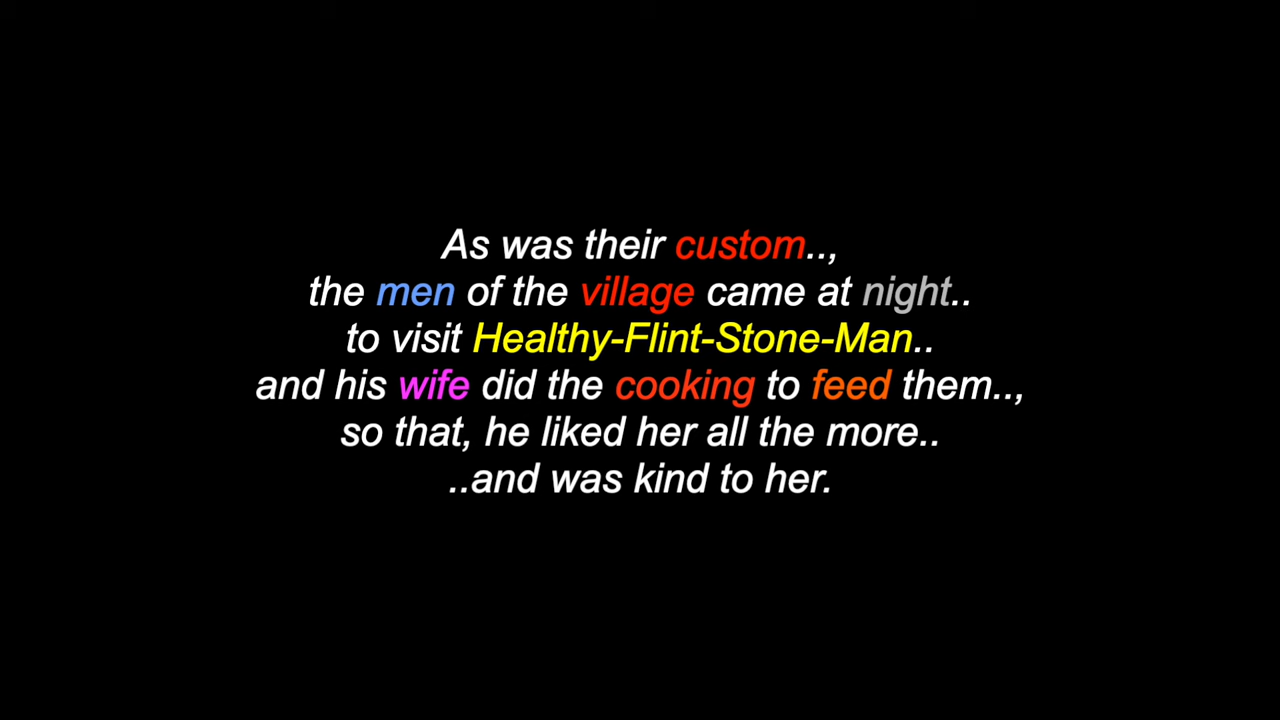 As was their custom..,
the men of the village came at night..
to visit Healthy-Flint-Stone-Man..
and his wife did the cooking to feed them..,
so that, he liked her all the more..
..and was kind to her.